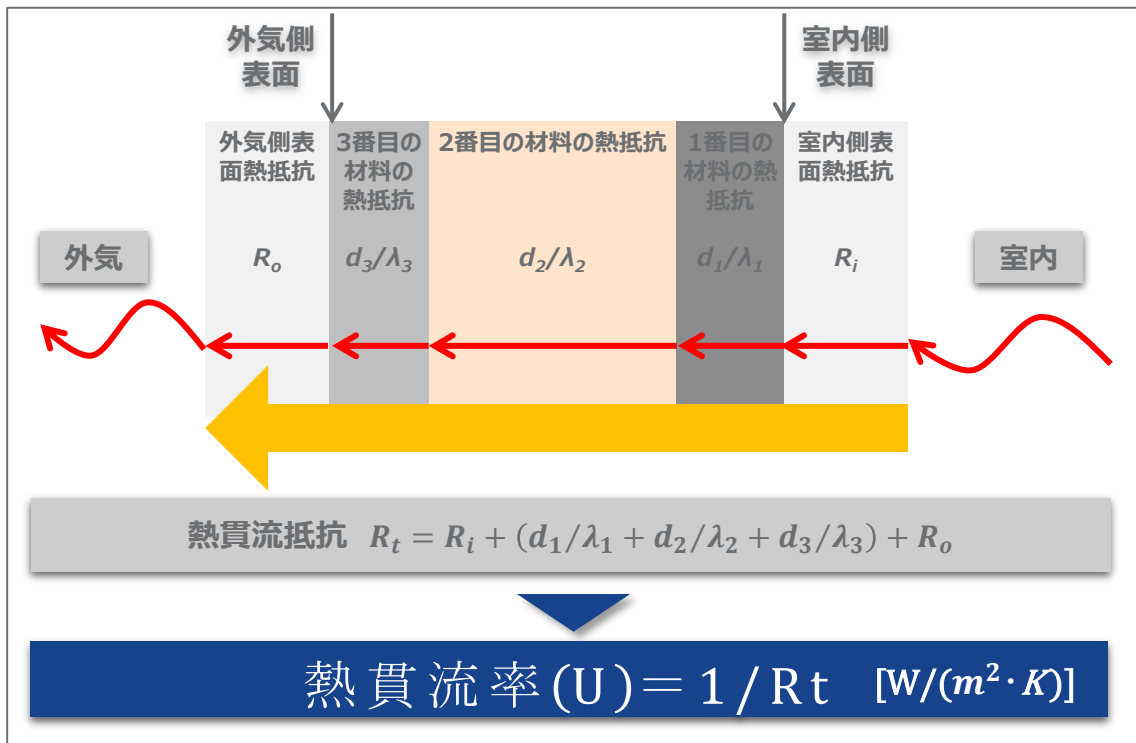 外気側
表面
室内側
表面
外気側表
面熱抵抗
3番目の
材料の
熱抵抗
2番目の材料の熱抵抗
1番目の
材料の熱
抵抗
室内側表
面熱抵抗
外気
Rₒ
d₃/λ₃
d₂/λ₂
d₁/λ₁
Rᵢ
室内
熱貫流抵抗 Rₜ = Rᵢ + (d₁/λ₁ + d₂/λ₂ + d₃/λ₃) + Rₒ
熱貫流率(U)=1/Rt [W/(m²·K)]